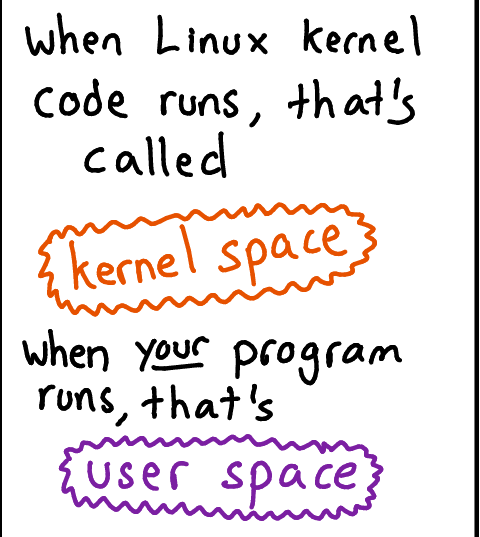 when Linux kernel
code runs, that's
called
kernel space
when your program
runs, that's
user space